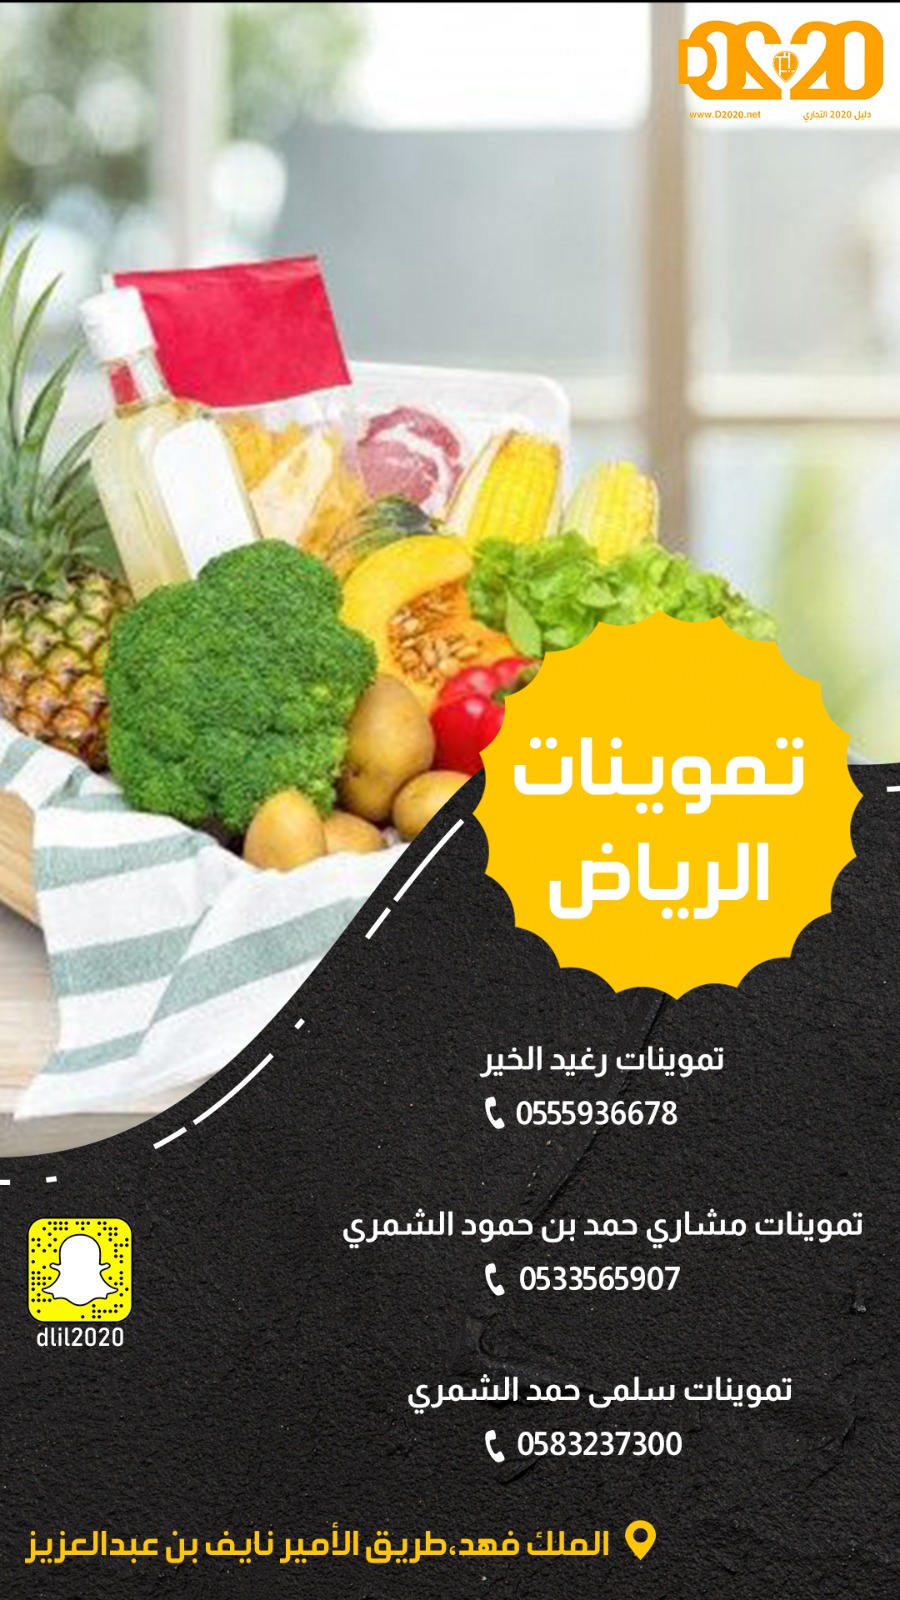 D2020
www.D2020.net
دليل 2020 التجاري
تموينات
الرياض
تموينات رغيد الخير
0555936678
تموينات مشاري حمد بن حمود الشمري
0533565907
dlil2020
تموينات سلمى حمد الشمري
0583237300
الملك فهد،طريق الأمير نايف بن عبدالعزيز